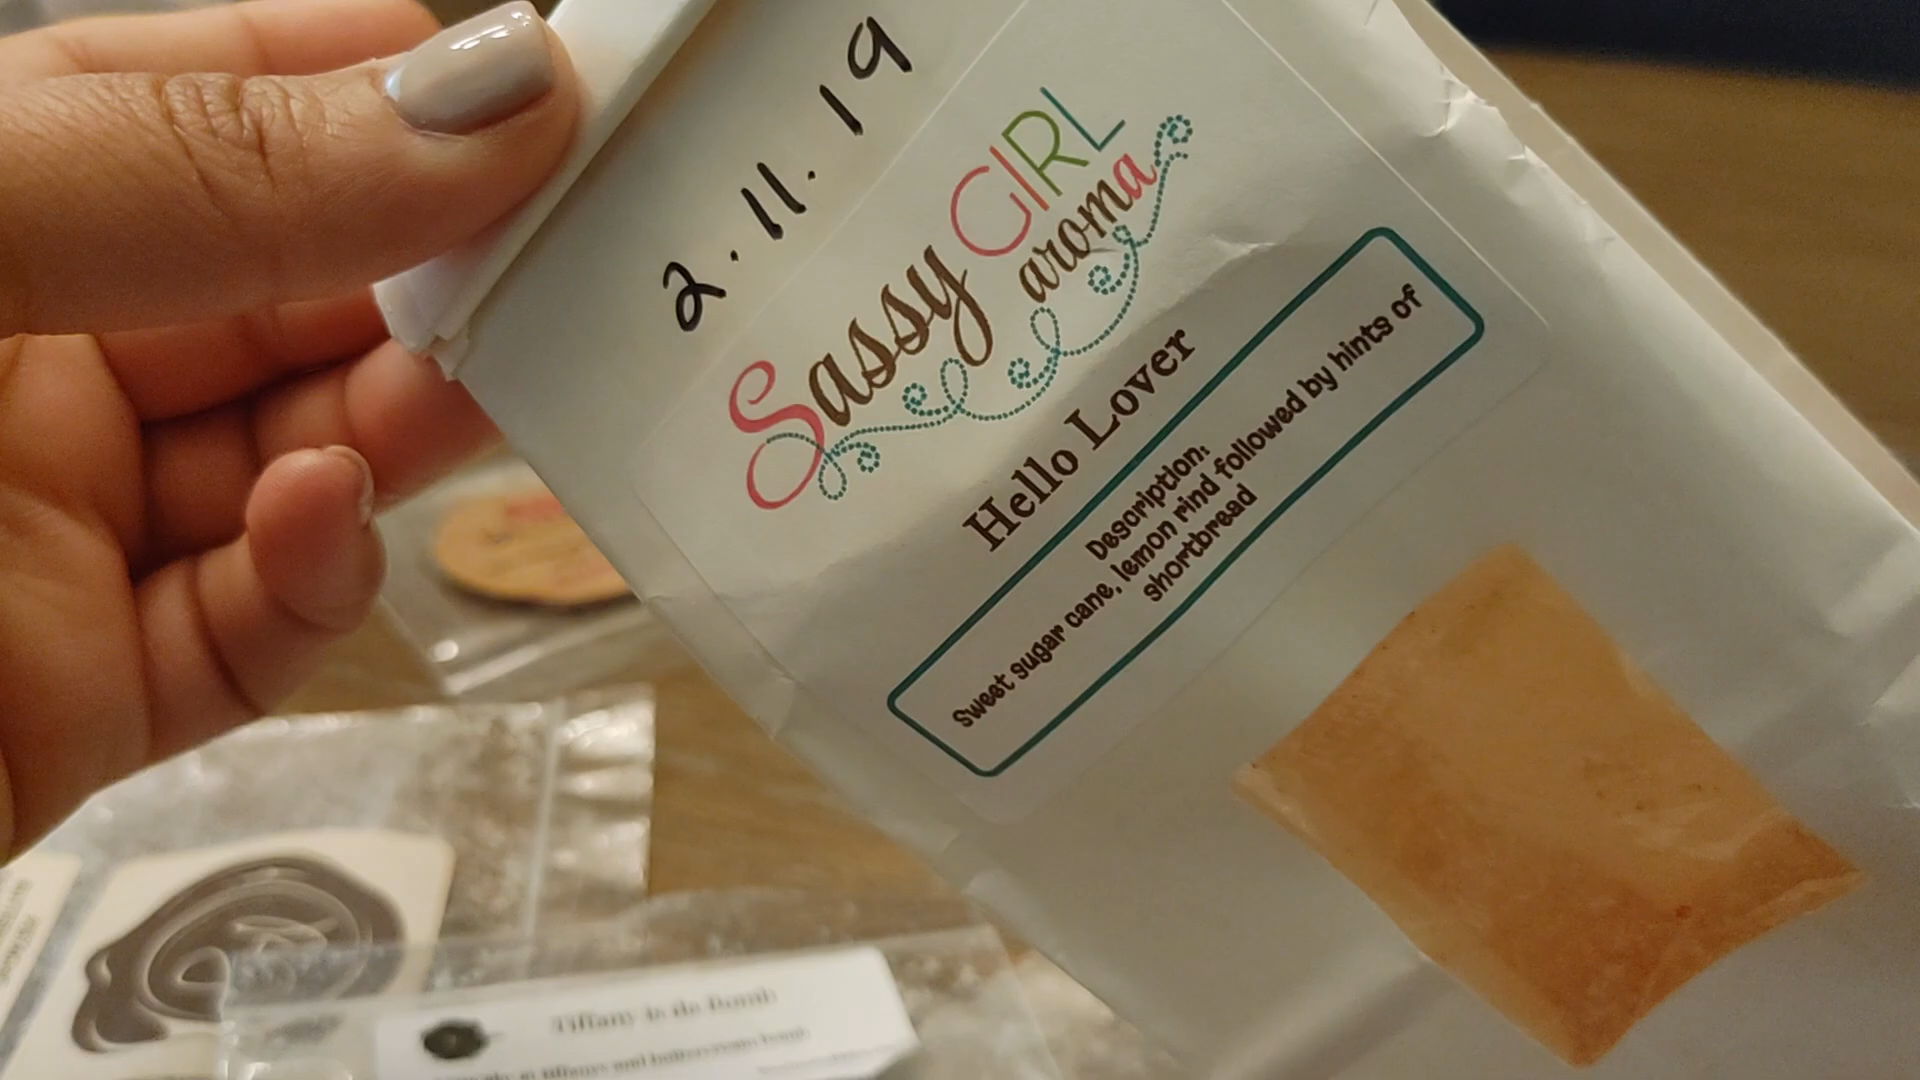 2.11.19
Sassy GIRL
aroma
Hello Lover
Description:
Sweet sugar cane, lemon rind followed by hints of
shortbread
Tiffany is da Bomb